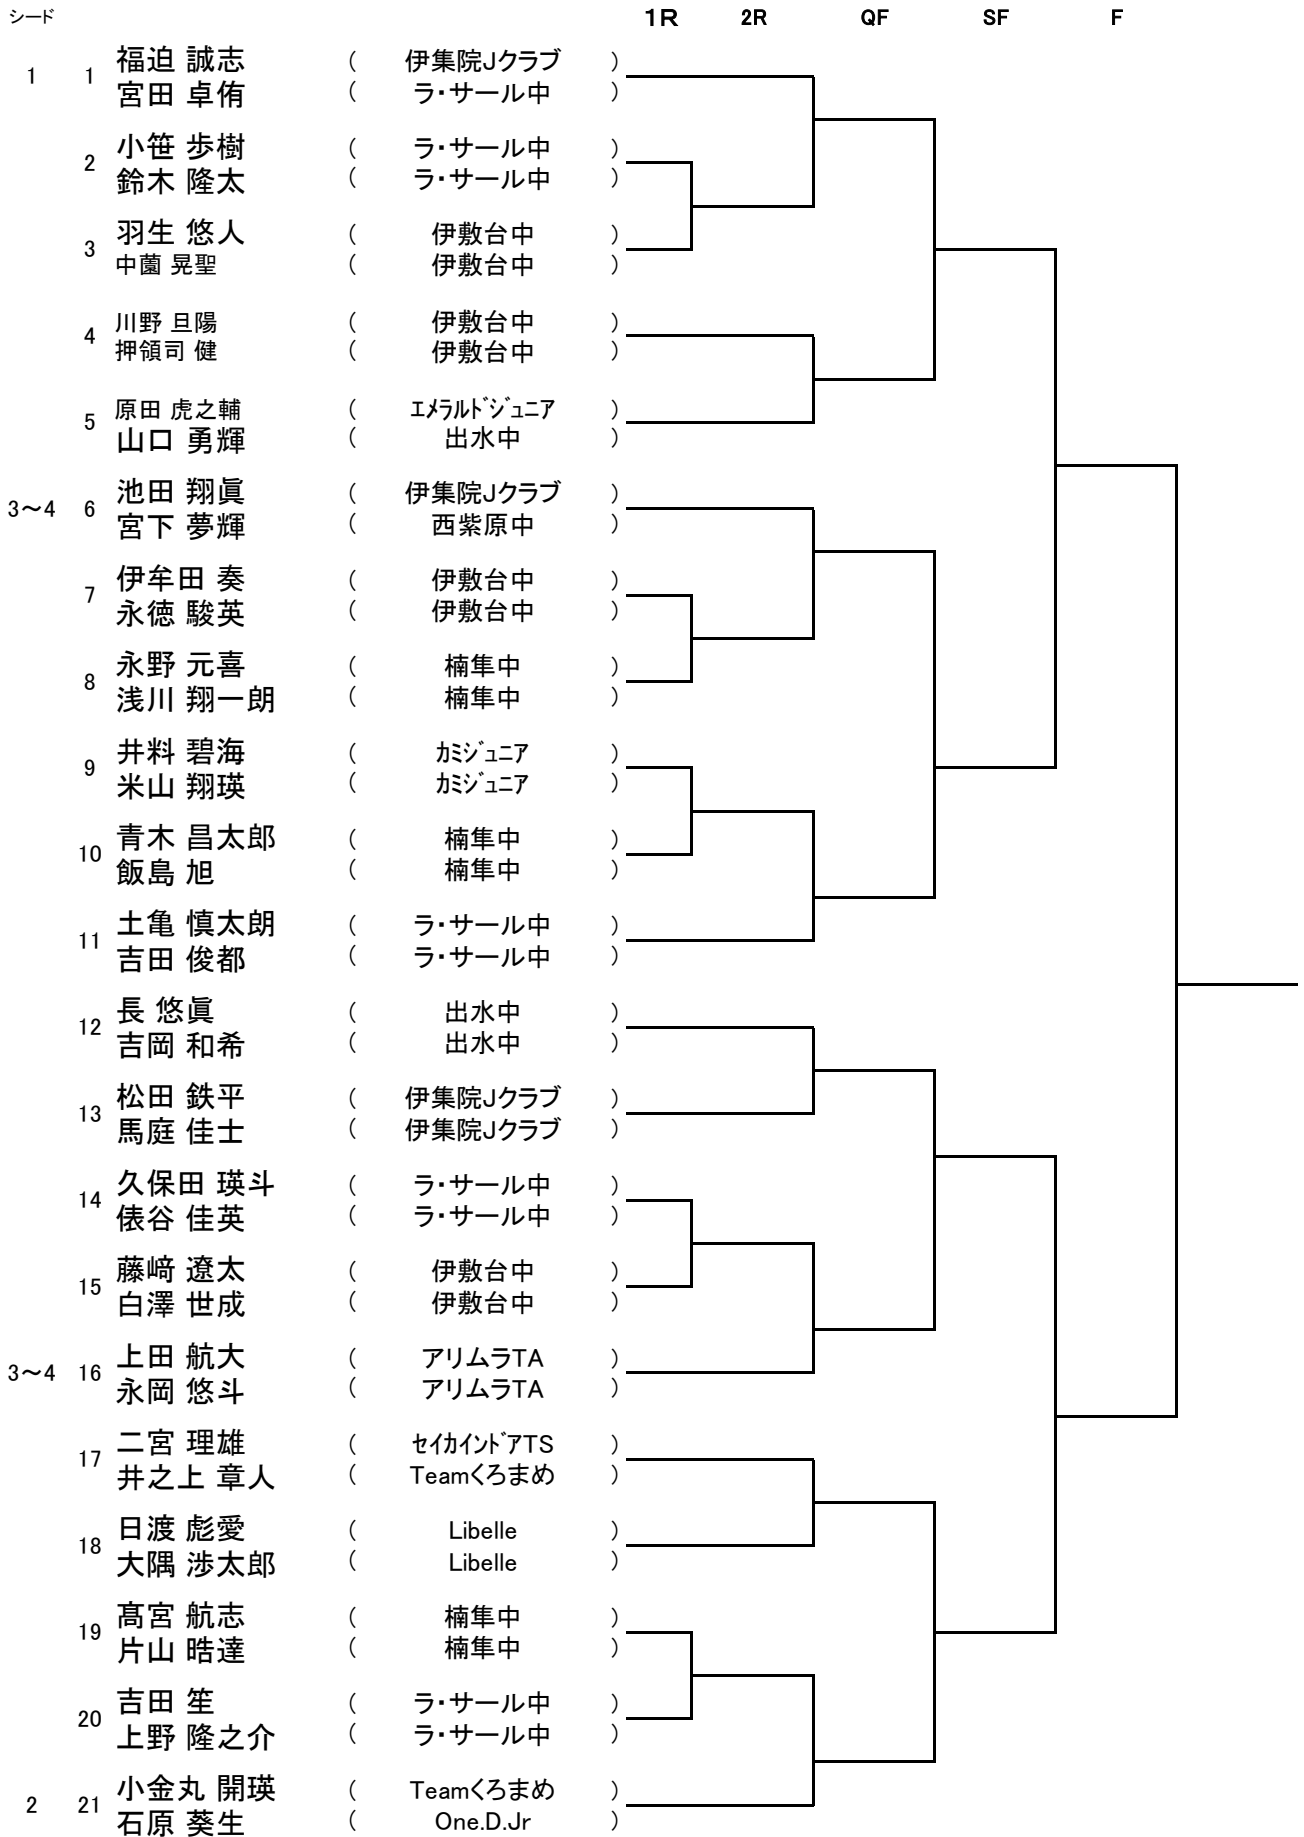 シード 1R 2R QF SF F
1 1 福迫 誠志 ( 伊集院Jクラブ )
宮田 卓侑 ( ラ・サール中 )
2 小笹 歩樹 ( ラ・サール中 )
鈴木 隆太 ( ラ・サール中 )
3 羽生 悠人 ( 伊敷台中 )
中薗 晃聖 ( 伊敷台中 )
4 川野 旦陽 ( 伊敷台中 )
押領司 健 ( 伊敷台中 )
5 原田 虎之輔 ( エメラルドジュニア )
山口 勇輝 ( 出水中 )
3～4 6 池田 翔眞 ( 伊集院Jクラブ )
宮下 夢輝 ( 西紫原中 )
7 伊牟田 奏 ( 伊敷台中 )
永徳 駿英 ( 伊敷台中 )
8 永野 元喜 ( 楠隼中 )
浅川 翔一朗 ( 楠隼中 )
9 井料 碧海 ( カミジュニア )
米山 翔瑛 ( カミジュニア )
10 青木 昌太郎 ( 楠隼中 )
飯島 旭 ( 楠隼中 )
11 土亀 慎太朗 ( ラ・サール中 )
吉田 俊都 ( ラ・サール中 )
12 長 悠眞 ( 出水中 )
吉岡 和希 ( 出水中 )
13 松田 鉄平 ( 伊集院Jクラブ )
馬庭 佳士 ( 伊集院Jクラブ )
14 久保田 瑛斗 ( ラ・サール中 )
俵谷 佳英 ( ラ・サール中 )
15 藤﨑 遼太 ( 伊敷台中 )
白澤 世成 ( 伊敷台中 )
3～4 16 上田 航大 ( アリムラTA )
永岡 悠斗 ( アリムラTA )
17 二宮 理雄 ( セイカインドアTS )
井之上 章人 ( Teamくろまめ )
18 日渡 彪愛 ( Libelle )
大隅 渉太郎 ( Libelle )
19 髙宮 航志 ( 楠隼中 )
片山 晧達 ( 楠隼中 )
20 吉田 笙 ( ラ・サール中 )
上野 隆之介 ( ラ・サール中 )
2 21 小金丸 開瑛 ( Teamくろまめ )
石原 葵生 ( One.D.Jr )